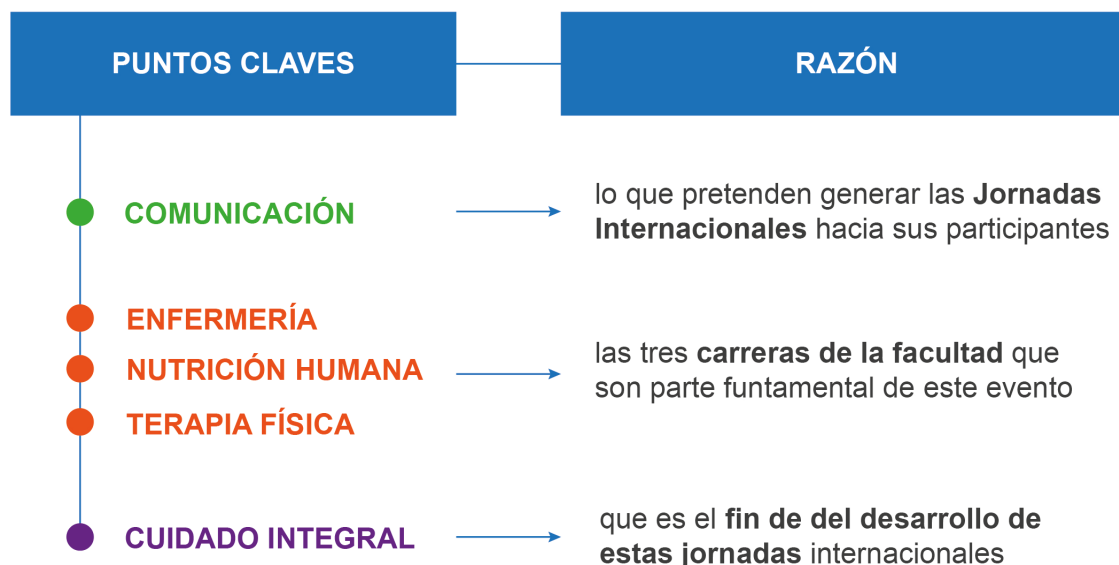 PUNTOS CLAVES
RAZÓN
COMUNICACIÓN
lo que pretenden generar las Jornadas
Internacionales hacia sus participantes
ENFERMERÍA
NUTRICIÓN HUMANA
TERAPIA FÍSICA
las tres carreras de la facultad que
son parte funtamental de este evento
CUIDADO INTEGRAL
que es el fin de del desarrollo de
estas jornadas internacionales